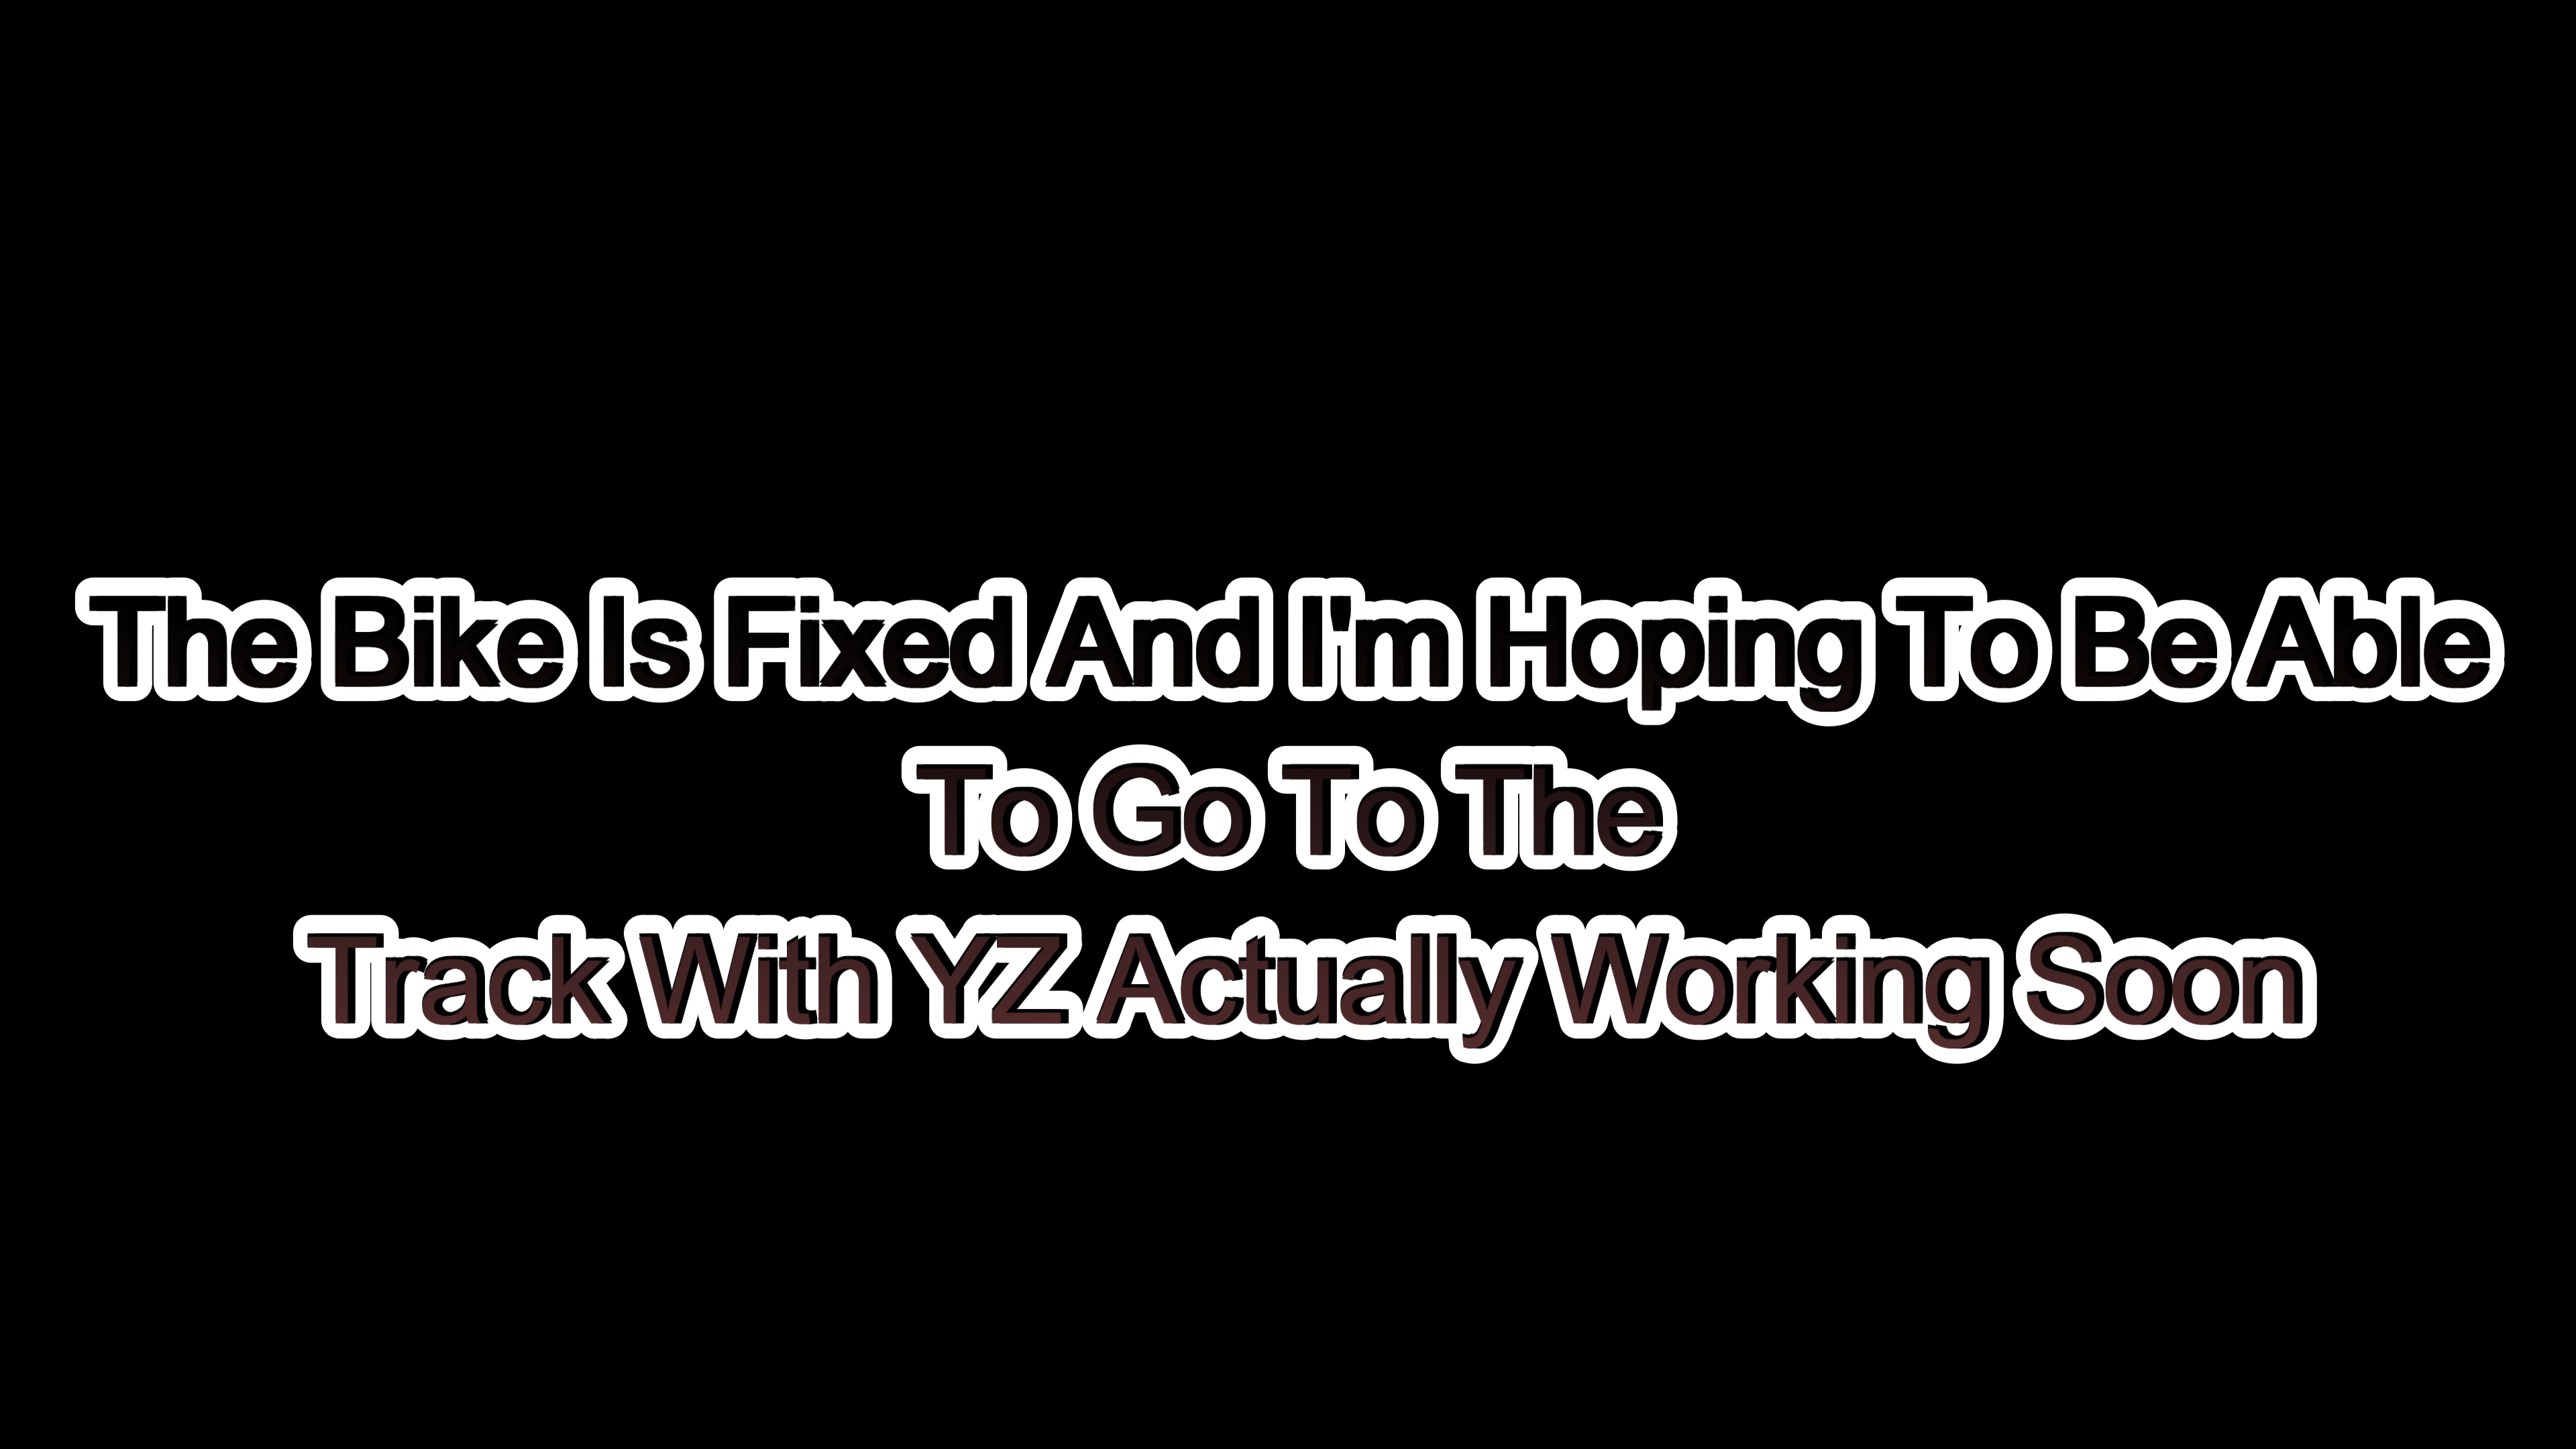 The Bike Is Fixed And I'm Hoping To Be Able
To Go To The
Track With YZ Actually Working Soon